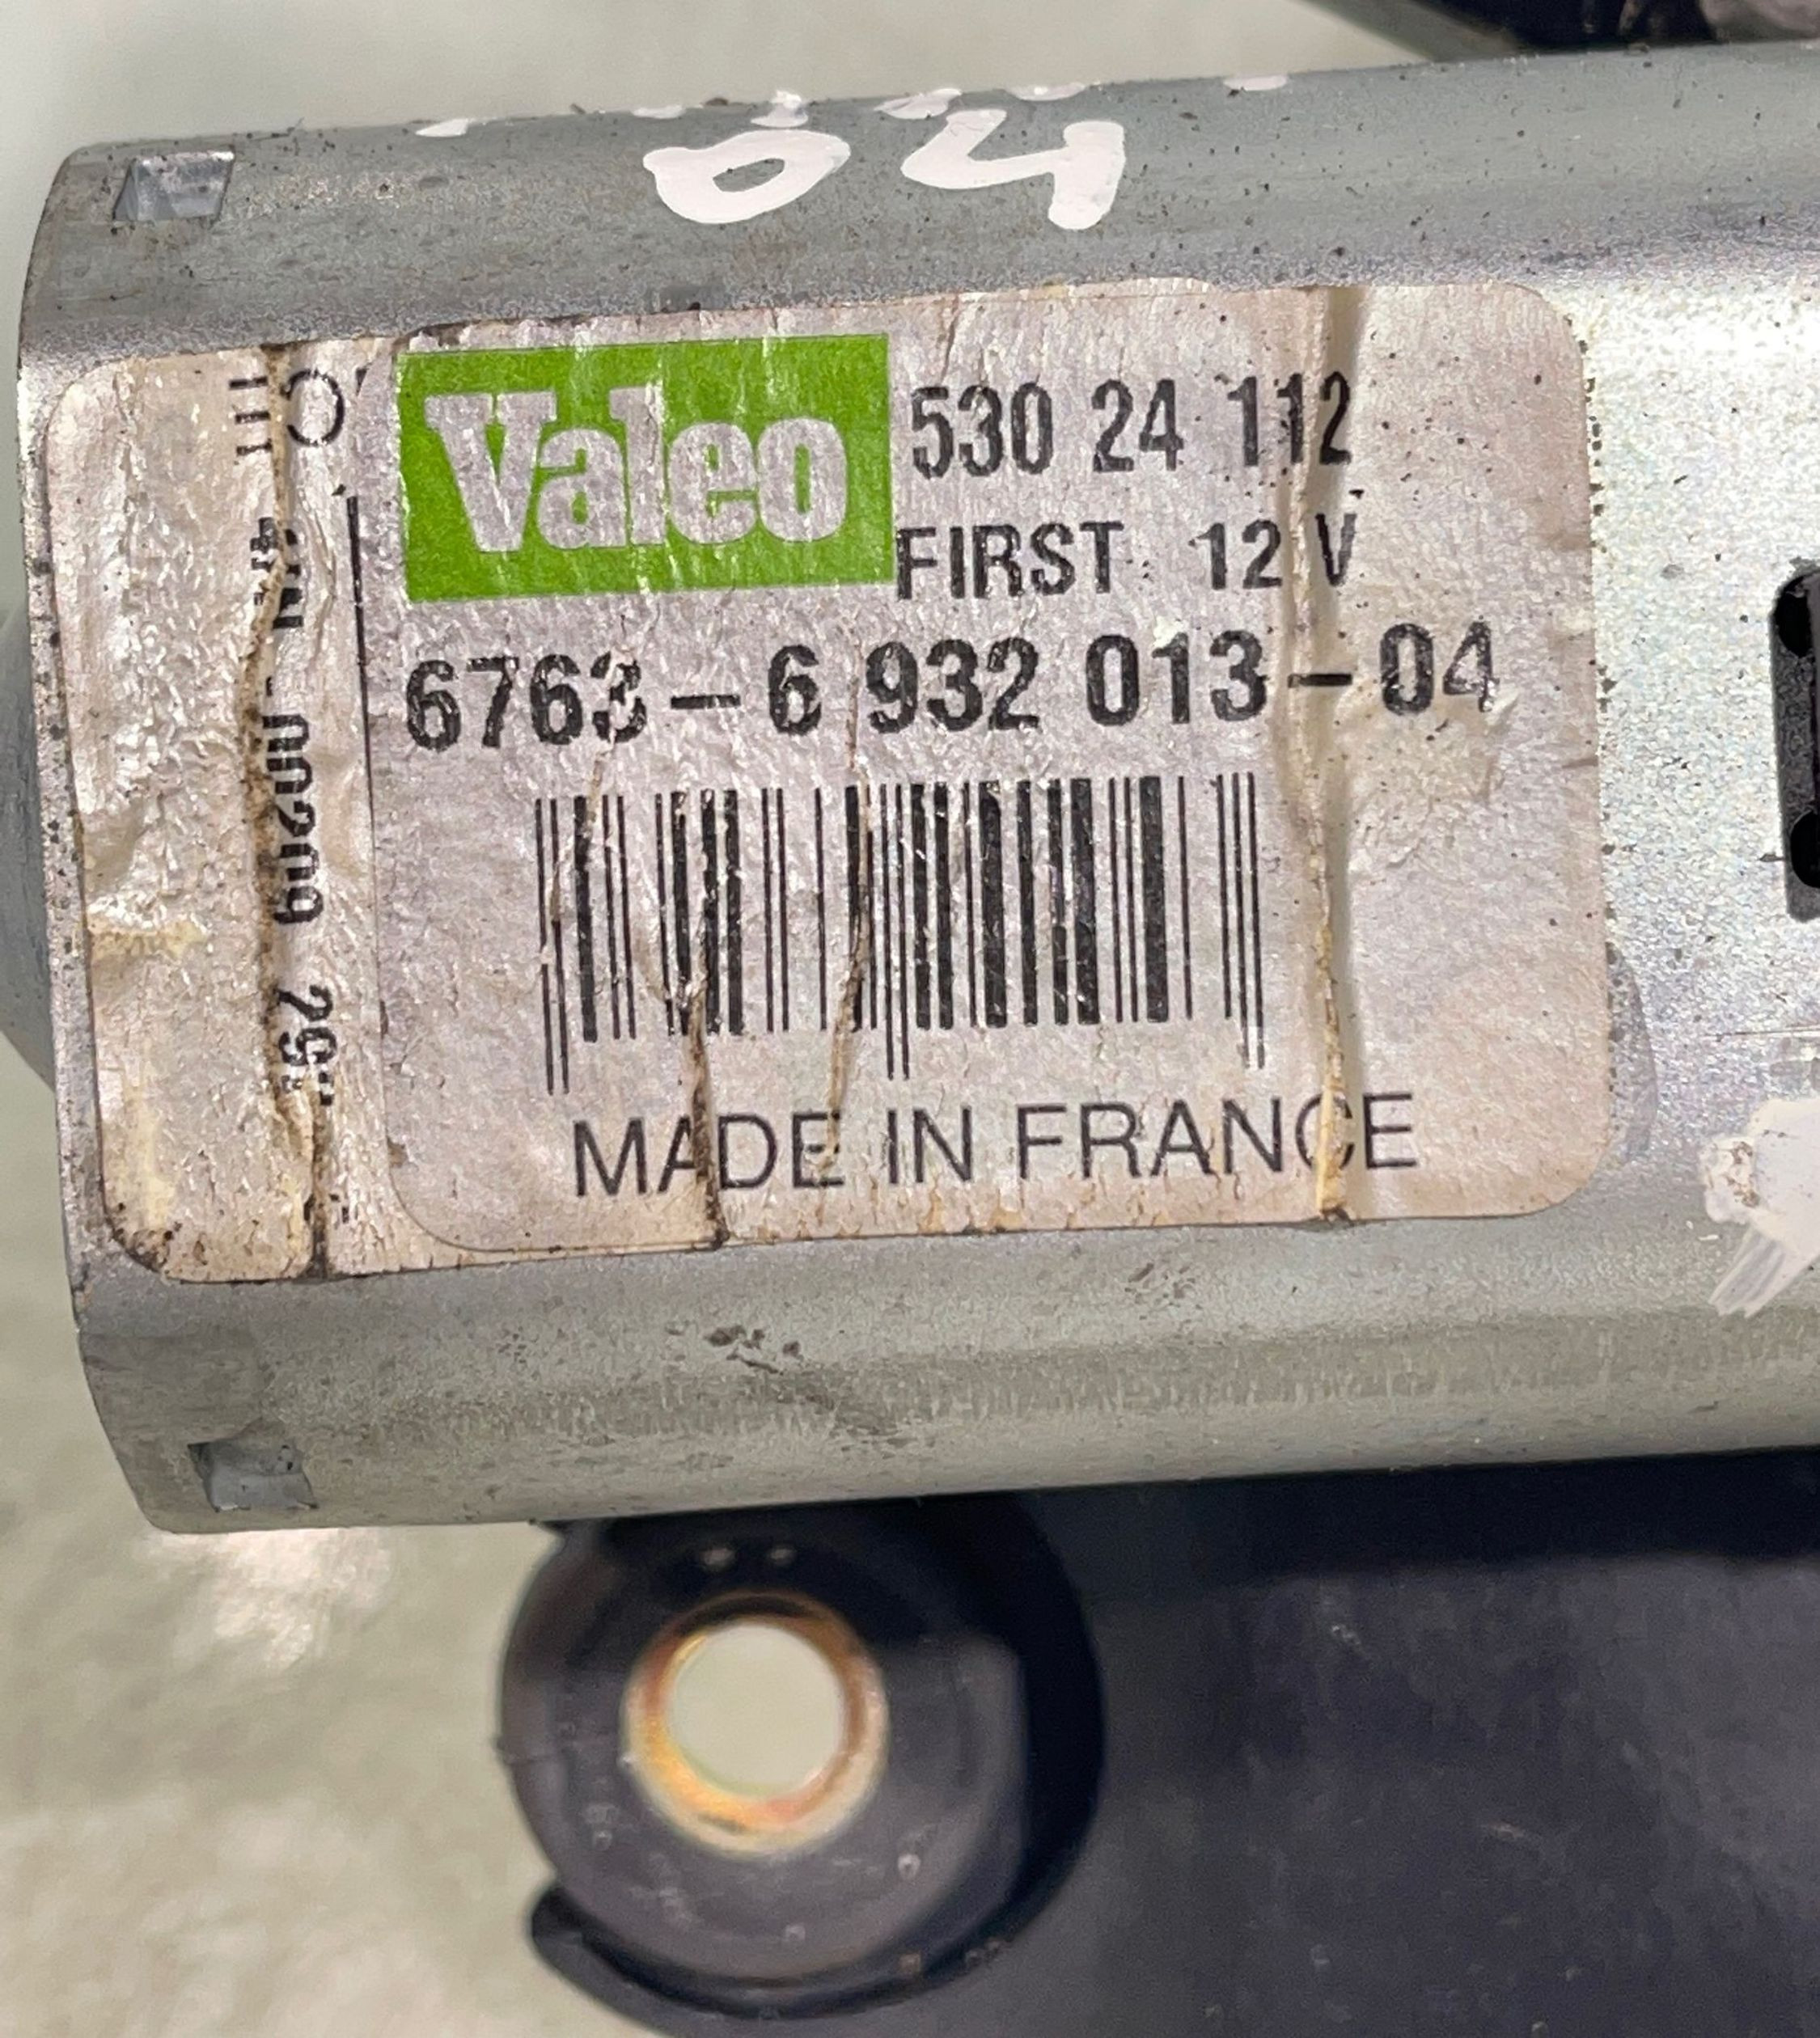 04
Valeo
530 24 112
FIRST 12 V
6763-6 932 013-04
MADE IN FRANCE